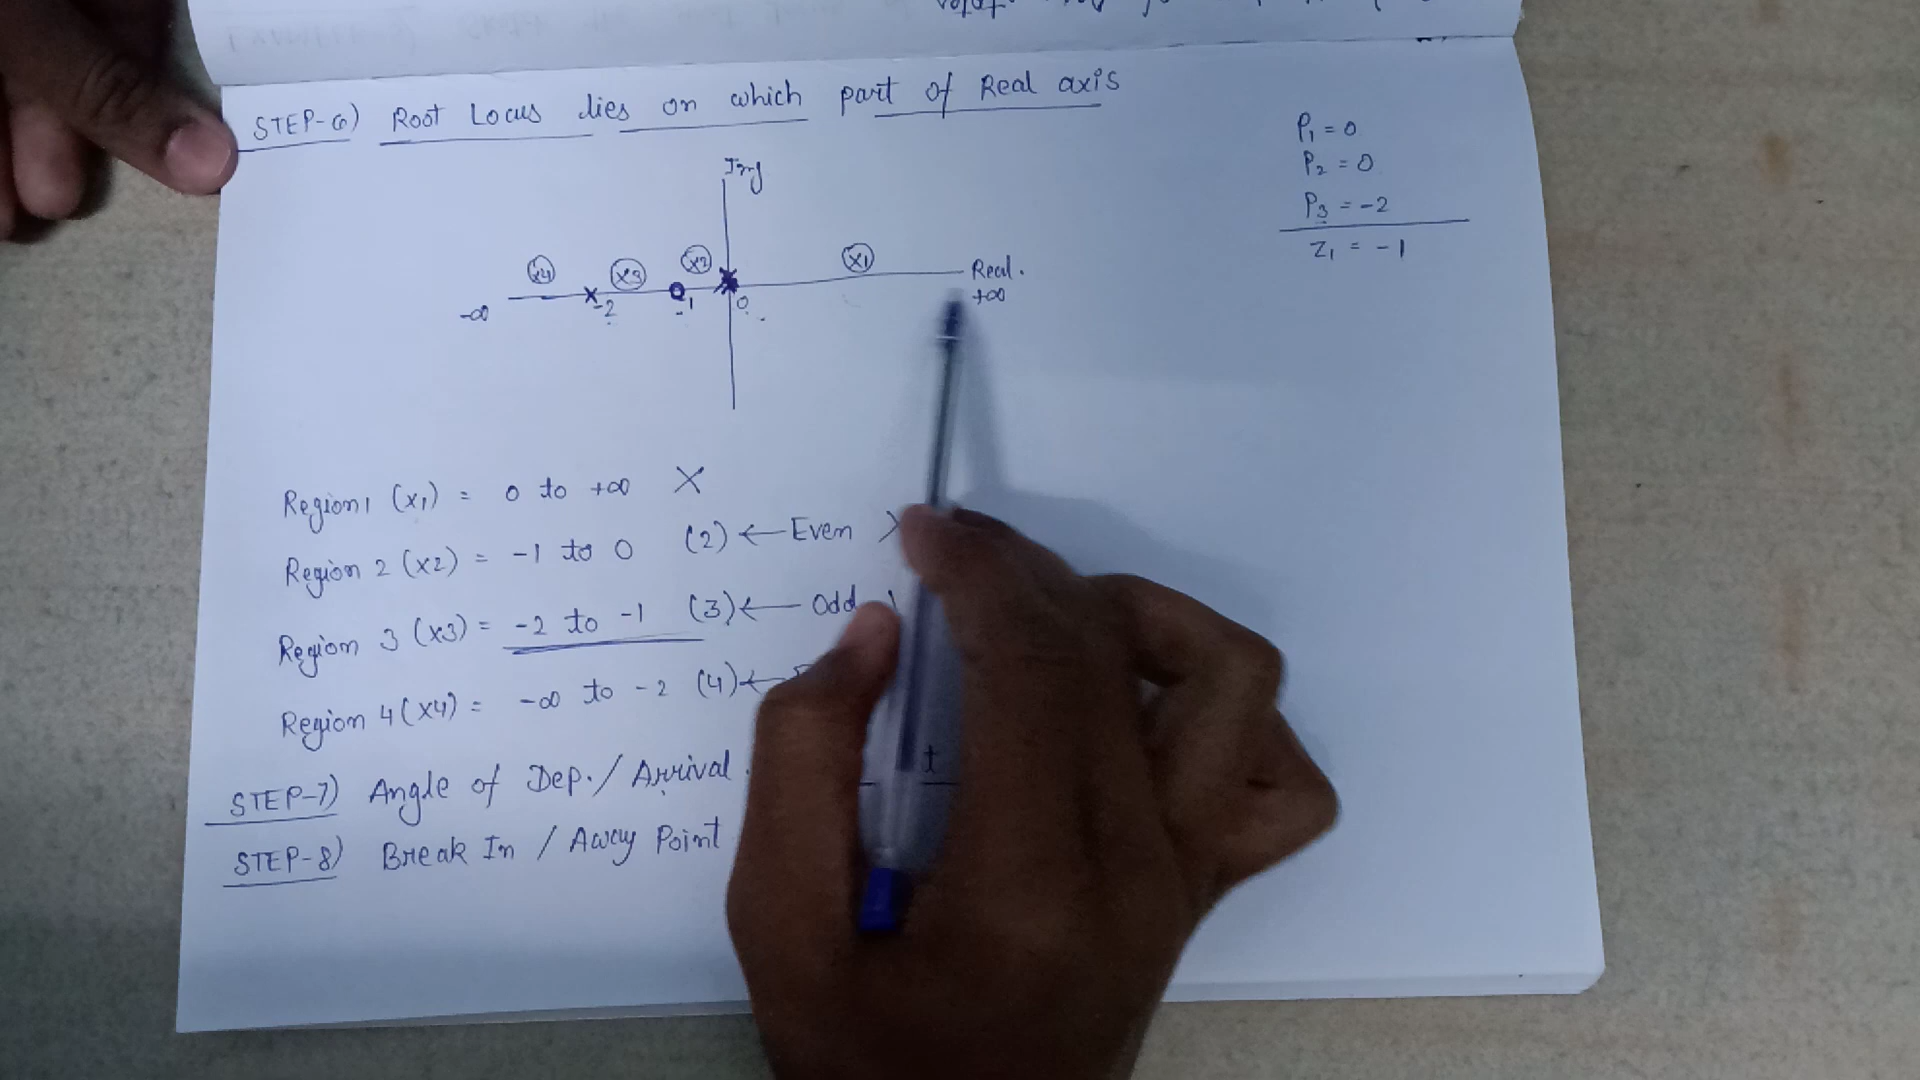 STEP-6) Root Locus lies on which part of Real axis
P1 = 0
P2 = 0
P3 = -2
Z1 = -1
Img
x4 x3 x2 x1
Real.
-∞ -2 -1 0 +∞
Region 1 (x1) = 0 to +∞ X
Region 2 (x2) = -1 to 0 (2) ← Even X
Region 3 (x3) = -2 to -1 (3) ← Odd
Region 4 (x4) = -∞ to -2 (4) ←
STEP-7) Angle of Dep. / Arrival
STEP-8) Break In / Away Point